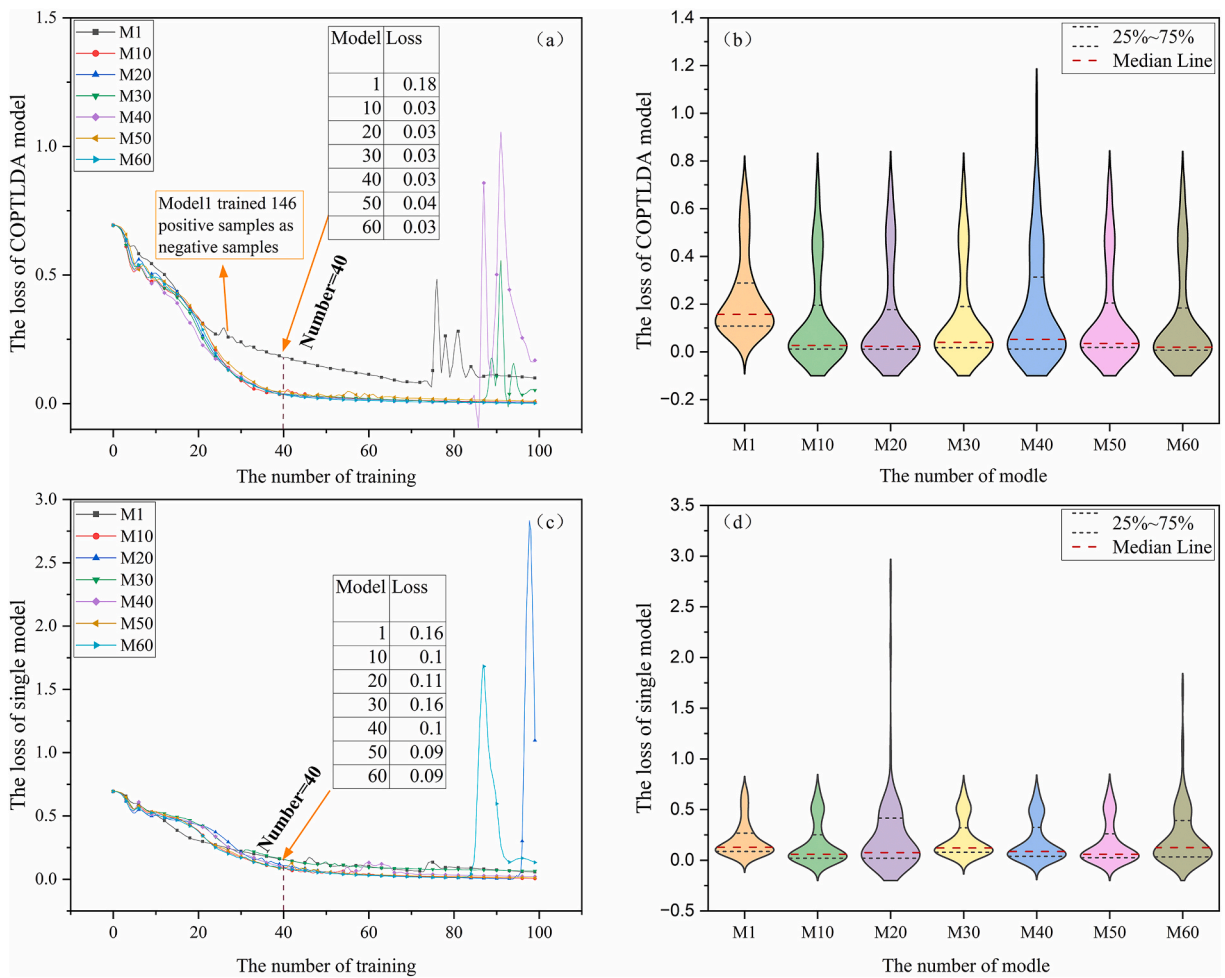 1.5
1.0
0.5
0.0
The loss of COPTLDA model
M1
M10
M20
M30
M40
M50
M60
Model Loss
1 0.18
10 0.03
20 0.03
30 0.03
40 0.03
50 0.04
60 0.03
(a)
Model1 trained 146
positive samples as
negative samples
Number=40
0 20 40 60 80 100
The number of training
1.4
1.2
1.0
0.8
0.6
0.4
0.2
0.0
−0.2
The loss of COPTLDA model
(b)
25%~75%
Median Line
M1 M10 M20 M30 M40 M50 M60
The number of modle
3.0
2.5
2.0
1.5
1.0
0.5
0.0
The loss of single model
M1
M10
M20
M30
M40
M50
M60
(c)
Model Loss
1 0.16
10 0.1
20 0.11
30 0.16
40 0.1
50 0.09
60 0.09
Number=40
0 20 40 60 80 100
The number of training
3.5
3.0
2.5
2.0
1.5
1.0
0.5
0.0
-0.5
The loss of single model
(d)
25%~75%
Median Line
M1 M10 M20 M30 M40 M50 M60
The number of modle